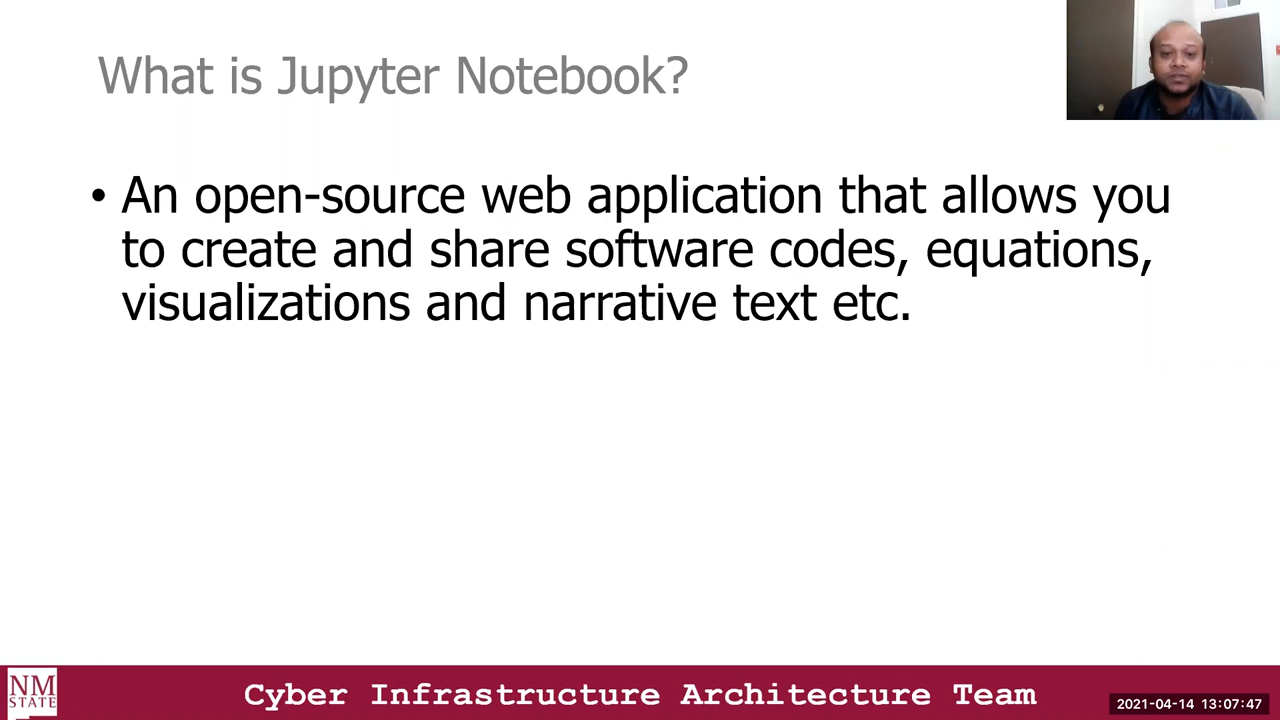 What is Jupyter Notebook?
• An open-source web application that allows you
to create and share software codes, equations,
visualizations and narrative text etc.
NM
STATE
Cyber Infrastructure Architecture Team
2021-04-14 13:07:47